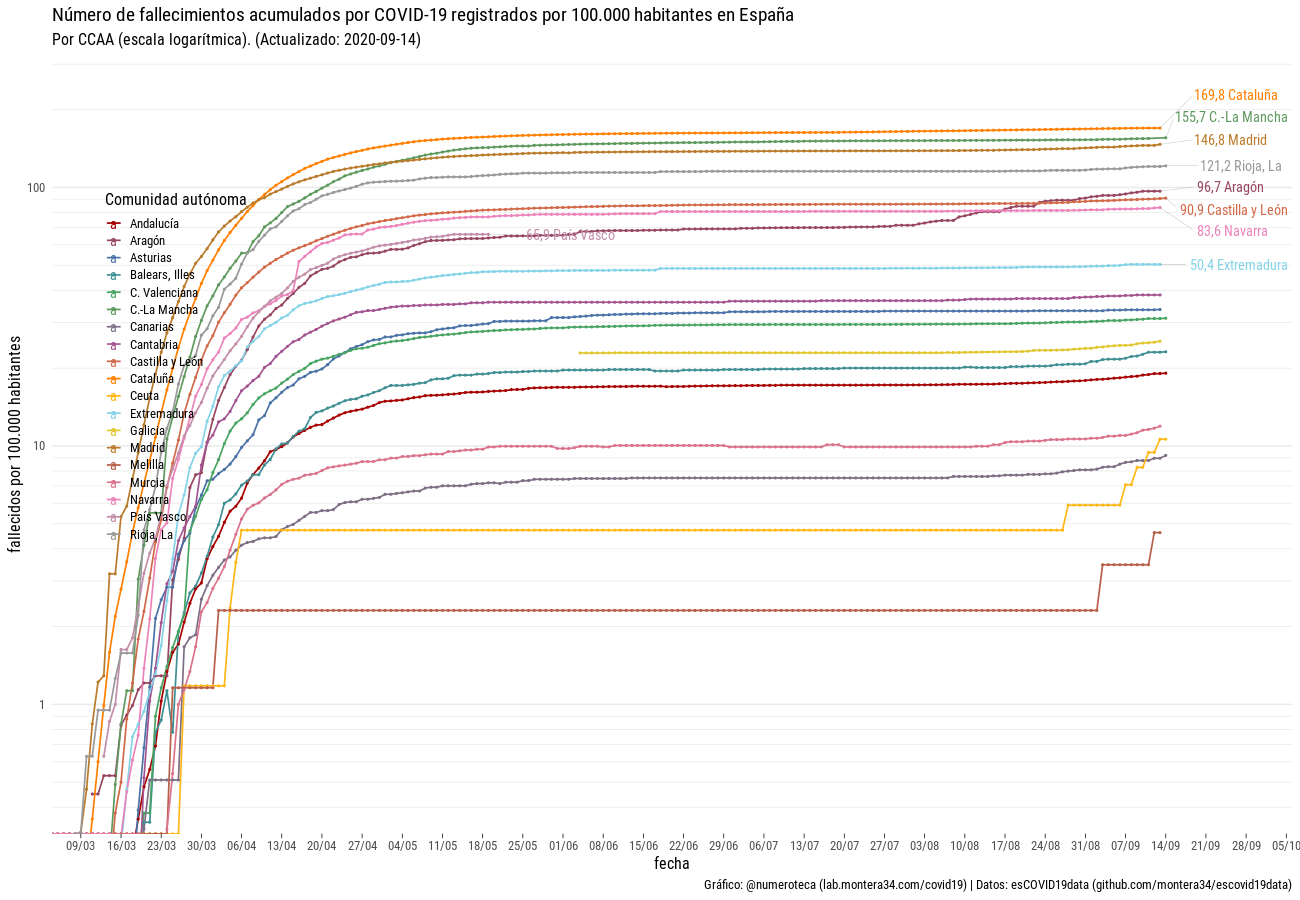 Número de fallecimientos acumulados por COVID-19 registrados por 100.000 habitantes en España
Por CCAA (escala logarítmica). (Actualizado: 2020-09-14)
169,8 Cataluña
155,7 C.-La Mancha
146,8 Madrid
121,2 Rioja, La
96,7 Aragón
90,9 Castilla y León
83,6 Navarra
65,9 País Vasco
50,4 Extremadura
100
10
1
fallecidos por 100.000 habitantes
Comunidad autónoma
Andalucía
Aragón
Asturias
Balears, Illes
C. Valenciana
C.-La Mancha
Canarias
Cantabria
Castilla y León
Cataluña
Ceuta
Extremadura
Galicia
Madrid
Melilla
Murcia
Navarra
País Vasco
Rioja, La
09/03 16/03 23/03 30/03 06/04 13/04 20/04 27/04 04/05 11/05 18/05 25/05 01/06 08/06 15/06 22/06 29/06 06/07 13/07 20/07 27/07 03/08 10/08 17/08 24/08 31/08 07/09 14/09 21/09 28/09 05/10
fecha
Gráfico: @numeroteca (lab.montera34.com/covid19) | Datos: esCOVID19data (github.com/montera34/escovid19data)